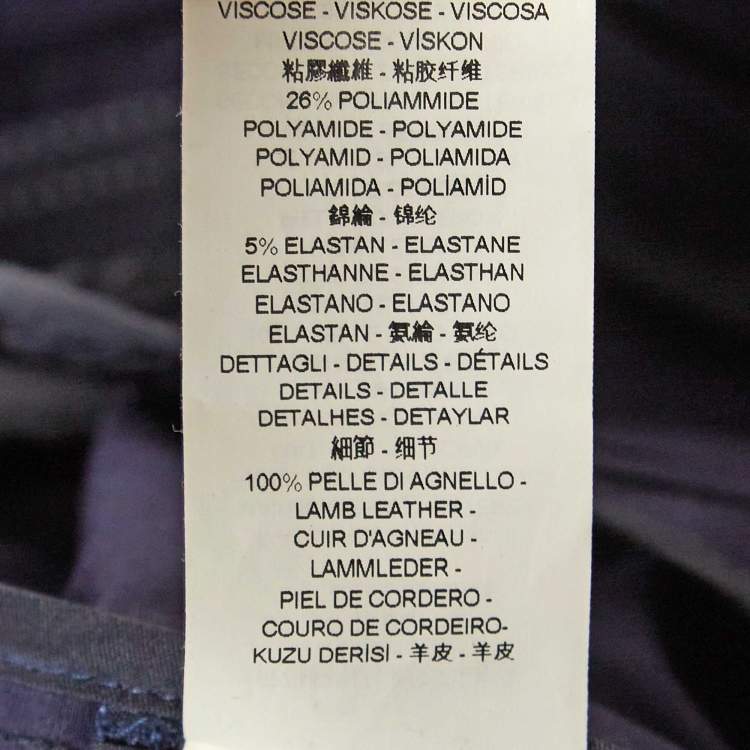 VISCOSE - VISKOSE - VISCOSA
VISCOSE - VİSKON
粘膠纖維 - 粘胶纤维
26% POLIAMMIDE
POLYAMIDE - POLYAMIDE
POLYAMID - POLIAMIDA
POLIAMIDA - POLİAMİD
錦綸 - 锦纶
5% ELASTAN - ELASTANE
ELASTHANNE - ELASTHAN
ELASTANO - ELASTANO
ELASTAN - 氨綸 - 氨纶
DETTAGLI - DETAILS - DÉTAILS
DETAILS - DETALLE
DETALHES - DETAYLAR
細節 - 细节
100% PELLE DI AGNELLO -
LAMB LEATHER -
CUIR D'AGNEAU -
LAMMLEDER -
PIEL DE CORDERO -
COURO DE CORDEIRO-
KUZU DERİSİ - 羊皮 - 羊皮